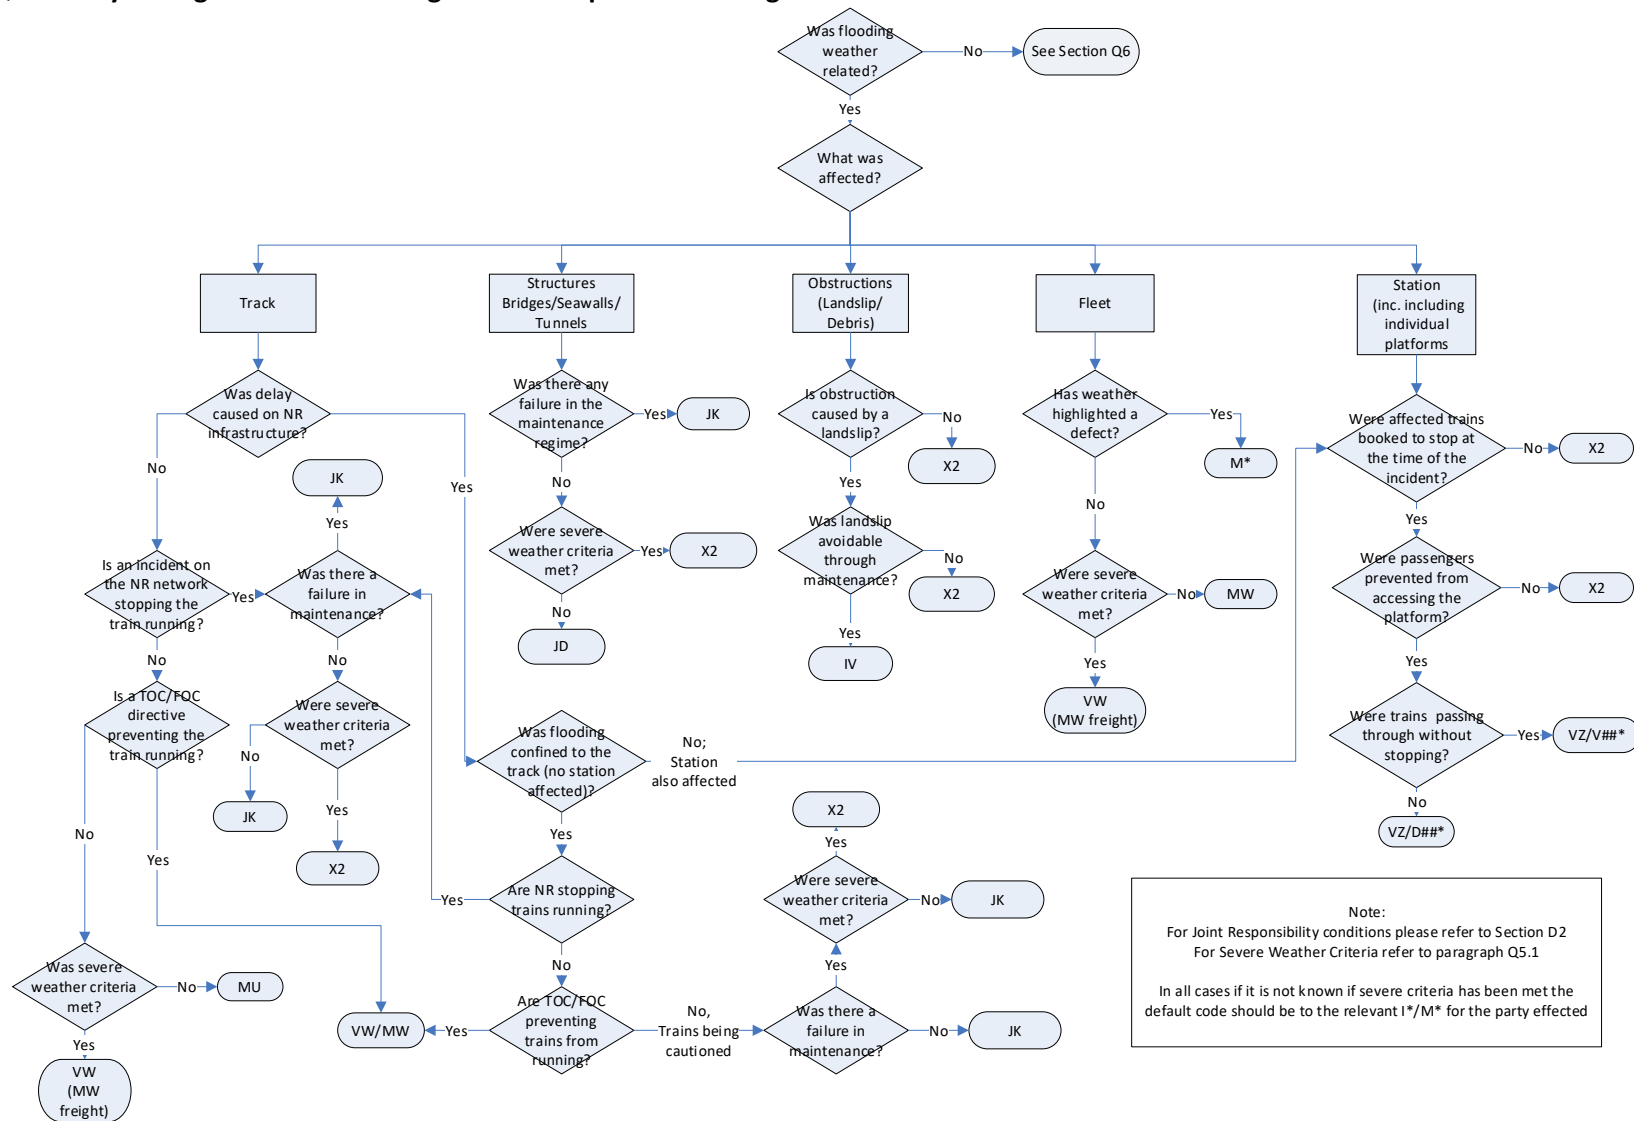 Was flooding
weather
related?
No
See Section Q6
Yes
What was
affected?
Track
Structures
Bridges/Seawalls/
Tunnels
Obstructions
(Landslip/
Debris)
Fleet
Station
(inc. including
individual
platforms
Was delay
caused on NR
infrastructure?
No
Yes
Is an incident on
the NR network
stopping the
train running?
Yes
No
JK
Yes
Was there a
failure in
maintenance?
No
Were severe
weather criteria
met?
No
JK
Yes
X2
Is a TOC/FOC
directive
preventing the
train running?
No
Yes
Was severe
weather criteria
met?
No
MU
Yes
VW
(MW
freight)
VW/MW
Was there any
failure in the
maintenance
regime?
Yes
JK
No
Were severe
weather criteria
met?
Yes
X2
No
JD
Was flooding
confined to the
track (no station
affected)?
No;
Station
also affected
Yes
Are NR stopping
trains running?
Yes
No
Are TOC/FOC
preventing
trains from
running?
Yes
No,
Trains being
cautioned
Was there a
failure in
maintenance?
No
JK
Yes
Were severe
weather criteria
met?
No
JK
Yes
X2
Is obstruction
caused by a
landslip?
No
X2
Yes
Was landslip
avoidable
through
maintenance?
No
X2
Yes
IV
Has weather
highlighted a
defect?
Yes
M*
No
Were severe
weather criteria
met?
No
MW
Yes
VW
(MW freight)
Were affected trains
booked to stop at
the time of the
incident?
No
X2
Yes
Were passengers
prevented from
accessing the
platform?
No
X2
Yes
Were trains passing
through without
stopping?
Yes
VZ/V##*
No
VZ/D##*
Note:
For Joint Responsibility conditions please refer to Section D2
For Severe Weather Criteria refer to paragraph Q5.1
In all cases if it is not known if severe criteria has been met the
default code should be to the relevant I*/M* for the party effected